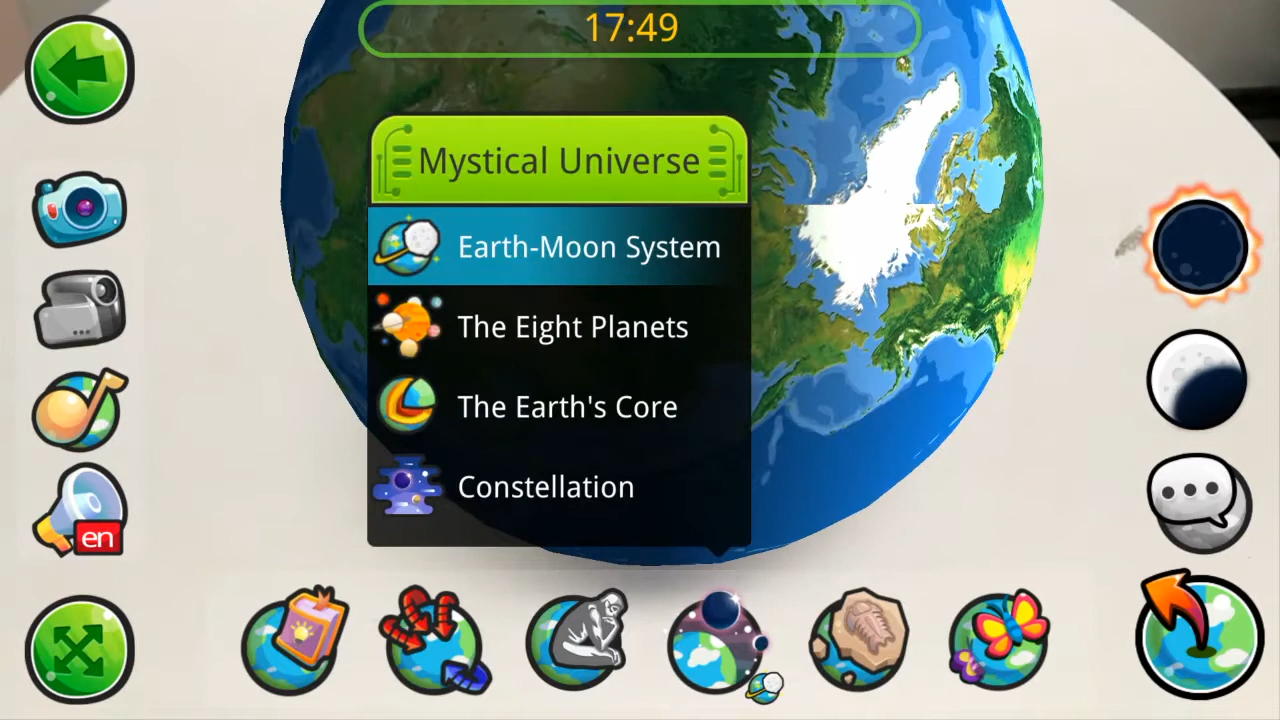 17:49
Mystical Universe
Earth-Moon System
The Eight Planets
The Earth's Core
Constellation
en